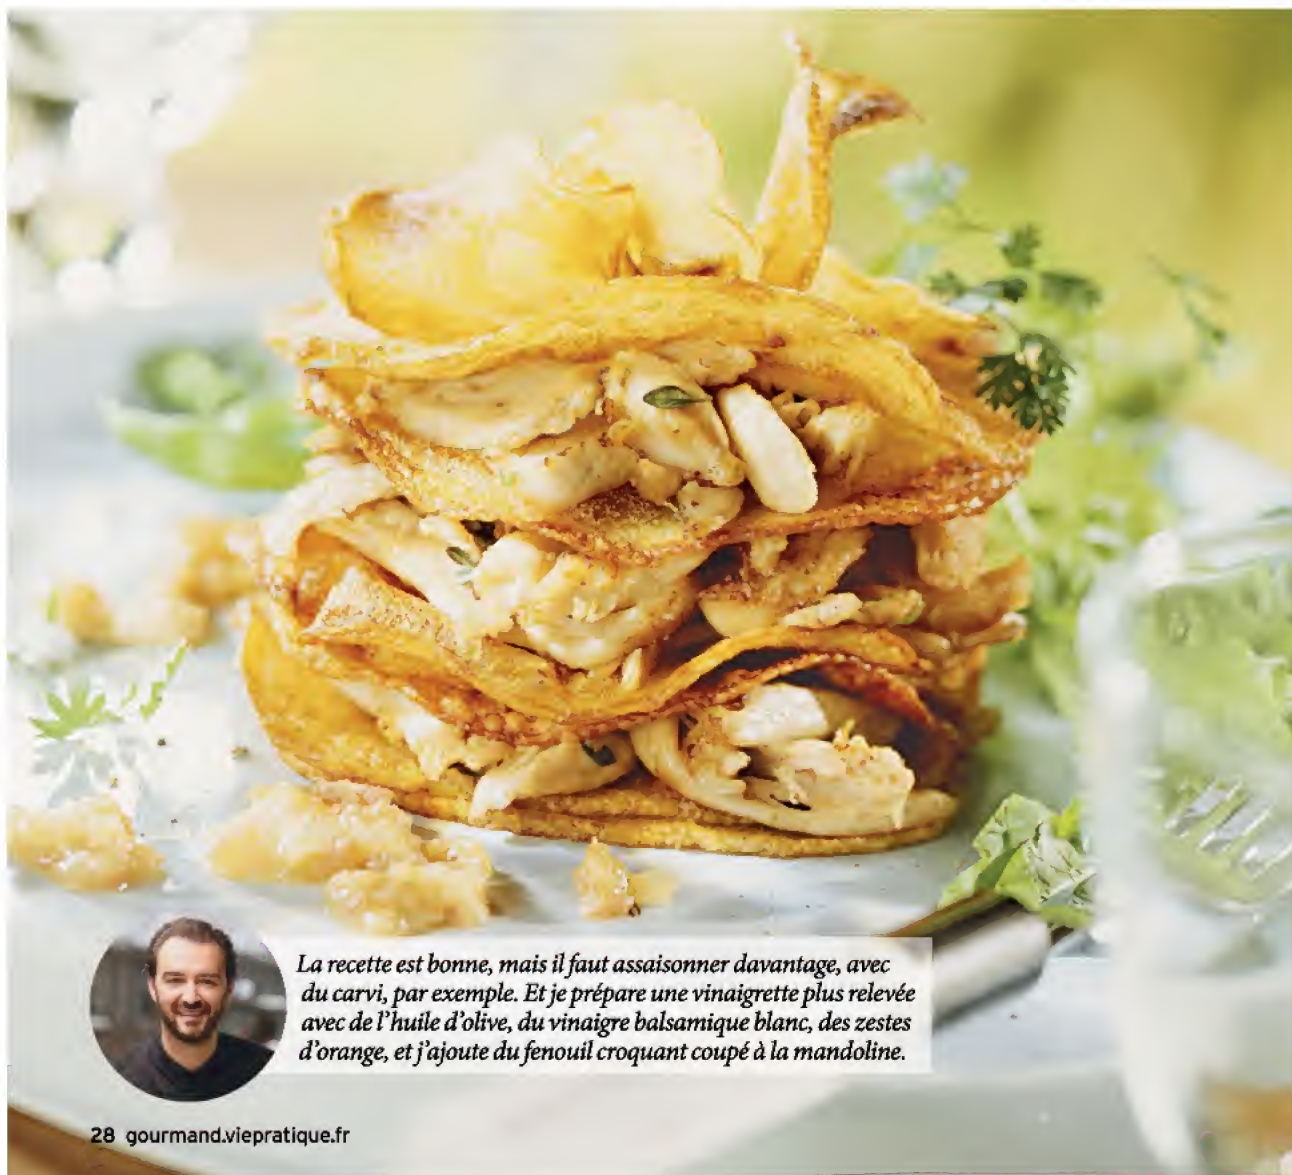 La recette est bonne, mais il faut assaisonner davantage, avec
du carvi, par exemple. Et je prépare une vinaigrette plus relevée
avec de l'huile d'olive, du vinaigre balsamique blanc, des zestes
d'orange, et j'ajoute du fenouil croquant coupé à la mandoline.
28 gourmand.viepratique.fr